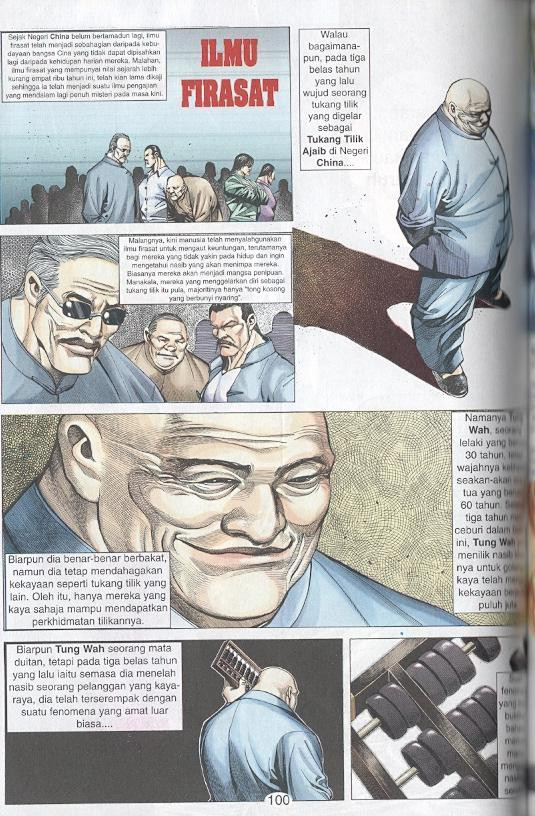 Sejak Negeri China belum bertamadun lagi, ilmu
firasat telah menjadi sebahagian daripada kebu-
dayaan bangsa Cina yang tidak dapat dipisahkan
lagi daripada kehidupan harian mereka. Malahan,
ilmu firasat yang mempunyai nilai sejarah lebih
kurang empat ribu tahun ini, telah kian lama dikaji
sehingga ia telah menjadi suatu ilmu pengajian
yang mendalam lagi penuh misteri pada masa kini.
ILMU
FIRASAT
Walau
bagaimana-
pun, pada tiga
belas tahun
yang lalu
wujud seorang
tukang tilik
yang digelar
sebagai
Tukang Tilik
Ajaib di Negeri
China....
Malangnya, kini manusia telah menyalahgunakan
ilmu firasat untuk mengaut keuntungan, terutamanya
bagi mereka yang tidak yakin pada hidup dan ingin
mengetahui nasib yang akan menimpa mereka.
Biasanya mereka akan menjadi mangsa penipuan.
Manakala, mereka yang menggelarkan diri sebagai
tukang tilik itu pula, majoritinya hanya "tong kosong
yang berbunyi nyaring".
Namanya
Wah,
lelaki yang
30 tahun,
wajahnya
seakan-akan
tua yang
60 tahun.
tiga tahun
ceburi dalam
ini, Tung
menilik nasib
nya untuk
kaya telah
kekayaan
puluh
Biarpun dia benar-benar berbakat,
namun dia tetap mendahagakan
kekayaan seperti tukang tilik yang
lain. Oleh itu, hanya mereka yang
kaya sahaja mampu mendapatkan
perkhidmatan tilikannya.
Biarpun Tung Wah seorang mata
duitan, tetapi pada tiga belas tahun
yang lalu iaitu semasa dia menelah
nasib seorang pelanggan yang kaya-
raya, dia telah terserempak dengan
suatu fenomena yang amat luar
biasa....
100